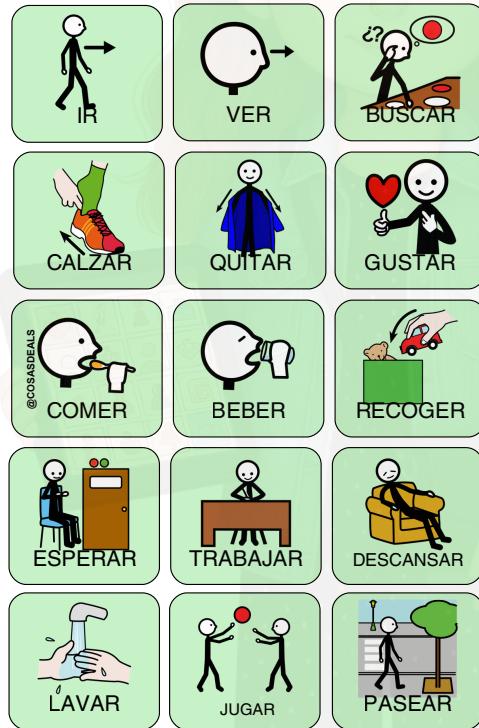 IR
VER
¿?
BUSCAR
CALZAR
QUITAR
GUSTAR
@COSASDEALS
COMER
BEBER
RECOGER
ESPERAR
TRABAJAR
DESCANSAR
LAVAR
JUGAR
PASEAR